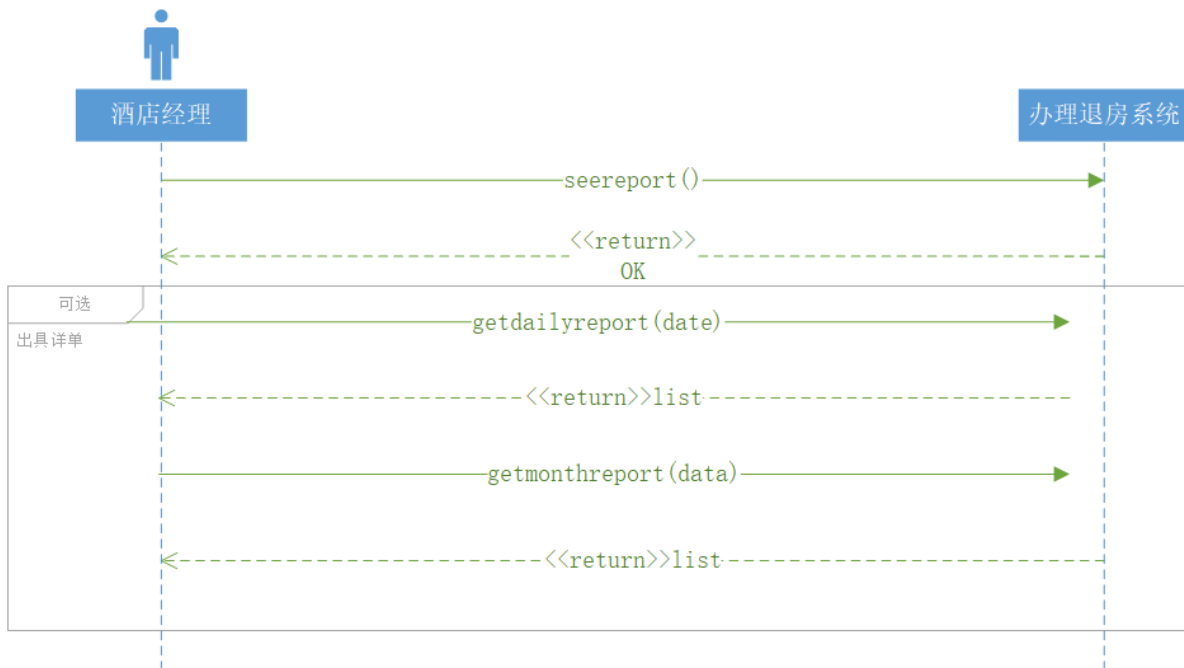 酒店经理
办理退房系统
seereport()
<<return>>
OK
可选
getdailyreport(date)
出具详单
<<return>>list
getmonthreport(data)
<<return>>list